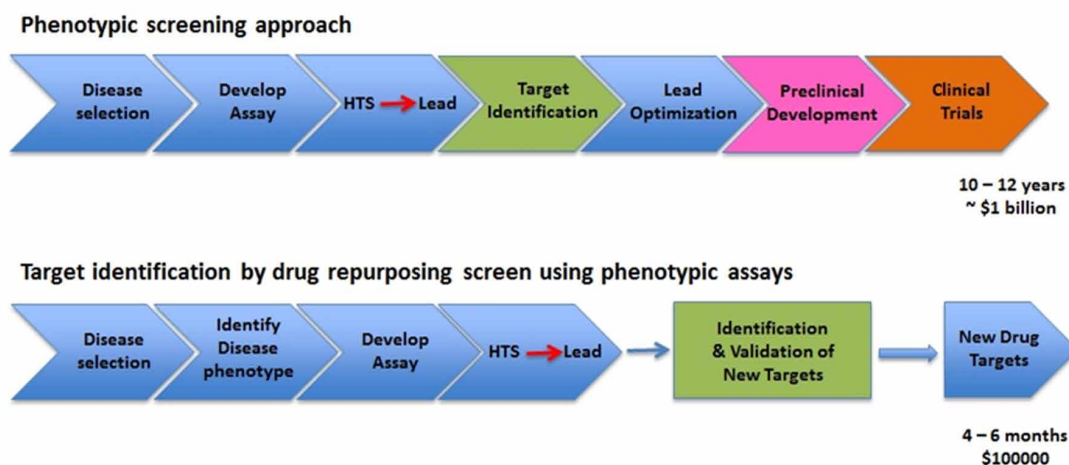 Phenotypic screening approach
Disease
selection
Develop
Assay
HTS Lead
Target
Identification
Lead
Optimization
Preclinical
Development
Clinical
Trials
10 – 12 years
~ $1 billion
Target identification by drug repurposing screen using phenotypic assays
Disease
selection
Identify
Disease
phenotype
Develop
Assay
HTS Lead
Identification
& Validation of
New Targets
New Drug
Targets
4 – 6 months
$100000